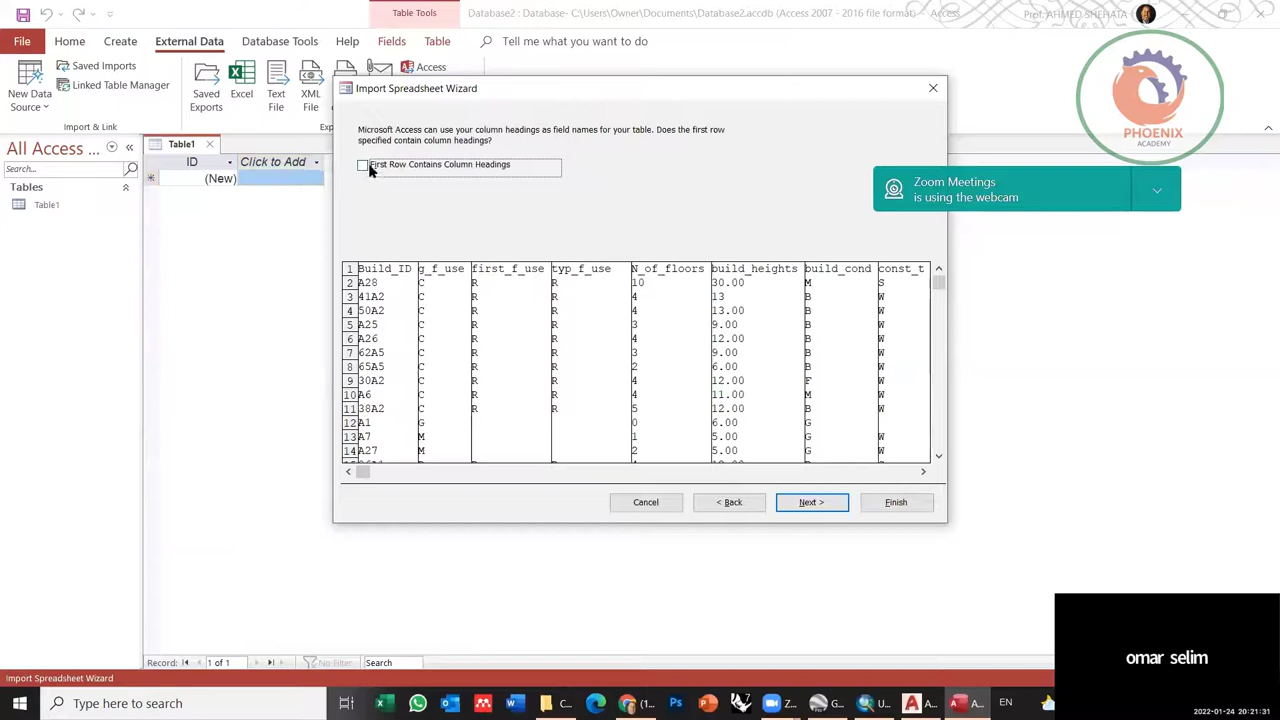 Table Tools
Database2 : Database- C:\Users\Owner\Documents\Database2.accdb (Access 2007 - 2016 file format) - Access
Prof. AHMED SHEHATA
File
Home
Create
External Data
Database Tools
Help
Fields
Table
Tell me what you want to do
New Data
Source
Saved Imports
Linked Table Manager
Import & Link
Saved
Exports
Excel
Text
File
XML
File
Access
PHOENIX
ACADEMY
All Access ...
Search...
Tables
Table1
Table1
ID
Click to Add
(New)
Import Spreadsheet Wizard
Microsoft Access can use your column headings as field names for your table. Does the first row
specified contain column headings?
First Row Contains Column Headings
Zoom Meetings
is using the webcam
1 Build_ID g_f_use first_f_use typ_f_use N_of_floors build_heights build_cond const_t
2 A28 C R R 10 30.00 M S
3 41A2 C R R 4 13 B W
4 50A2 C R R 4 13.00 B W
5 A25 C R R 3 9.00 B W
6 A26 C R R 4 12.00 B W
7 62A5 C R R 3 9.00 B W
8 65A5 C R R 2 6.00 B W
9 30A2 C R R 4 12.00 F W
10 A6 C R R 4 11.00 M W
11 38A2 C R R 5 12.00 B W
12 A1 G 0 6.00 G
13 A7 M 1 5.00 G W
14 A27 M 2 5.00 G W
Cancel
< Back
Next >
Finish
Record:
1 of 1
No Filter
Search
Import Spreadsheet Wizard
omar selim
Type here to search
C...
(1...
Z...
G...
U...
A...
A...
EN
2022-01-24 20:21:31